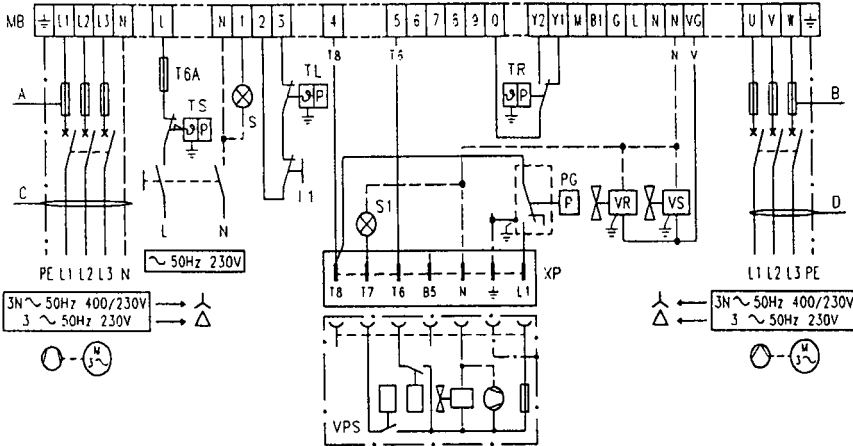 MB ⏚ L1 L2 L3 N L N 1 2 3 4 5 6 7 8 9 0 Y2 Y1 M B1 G L N N VG U V W ⏚
T8 T6 N V
A T6A TL TR B
ϑ P
TS
ϑ P
ϑ P
S
C I1 S1 PG P VR VS D
L N
∼ 50Hz 230V
PE L1 L2 L3 N
XP
L1 L2 L3 PE
T8 T7 T6 B5 N ⏚ L1
3N ∼ 50Hz 400/230V
3 ∼ 50Hz 230V
3N ∼ 50Hz 400/230V
3 ∼ 50Hz 230V
M
3∼
M
3∼
VPS